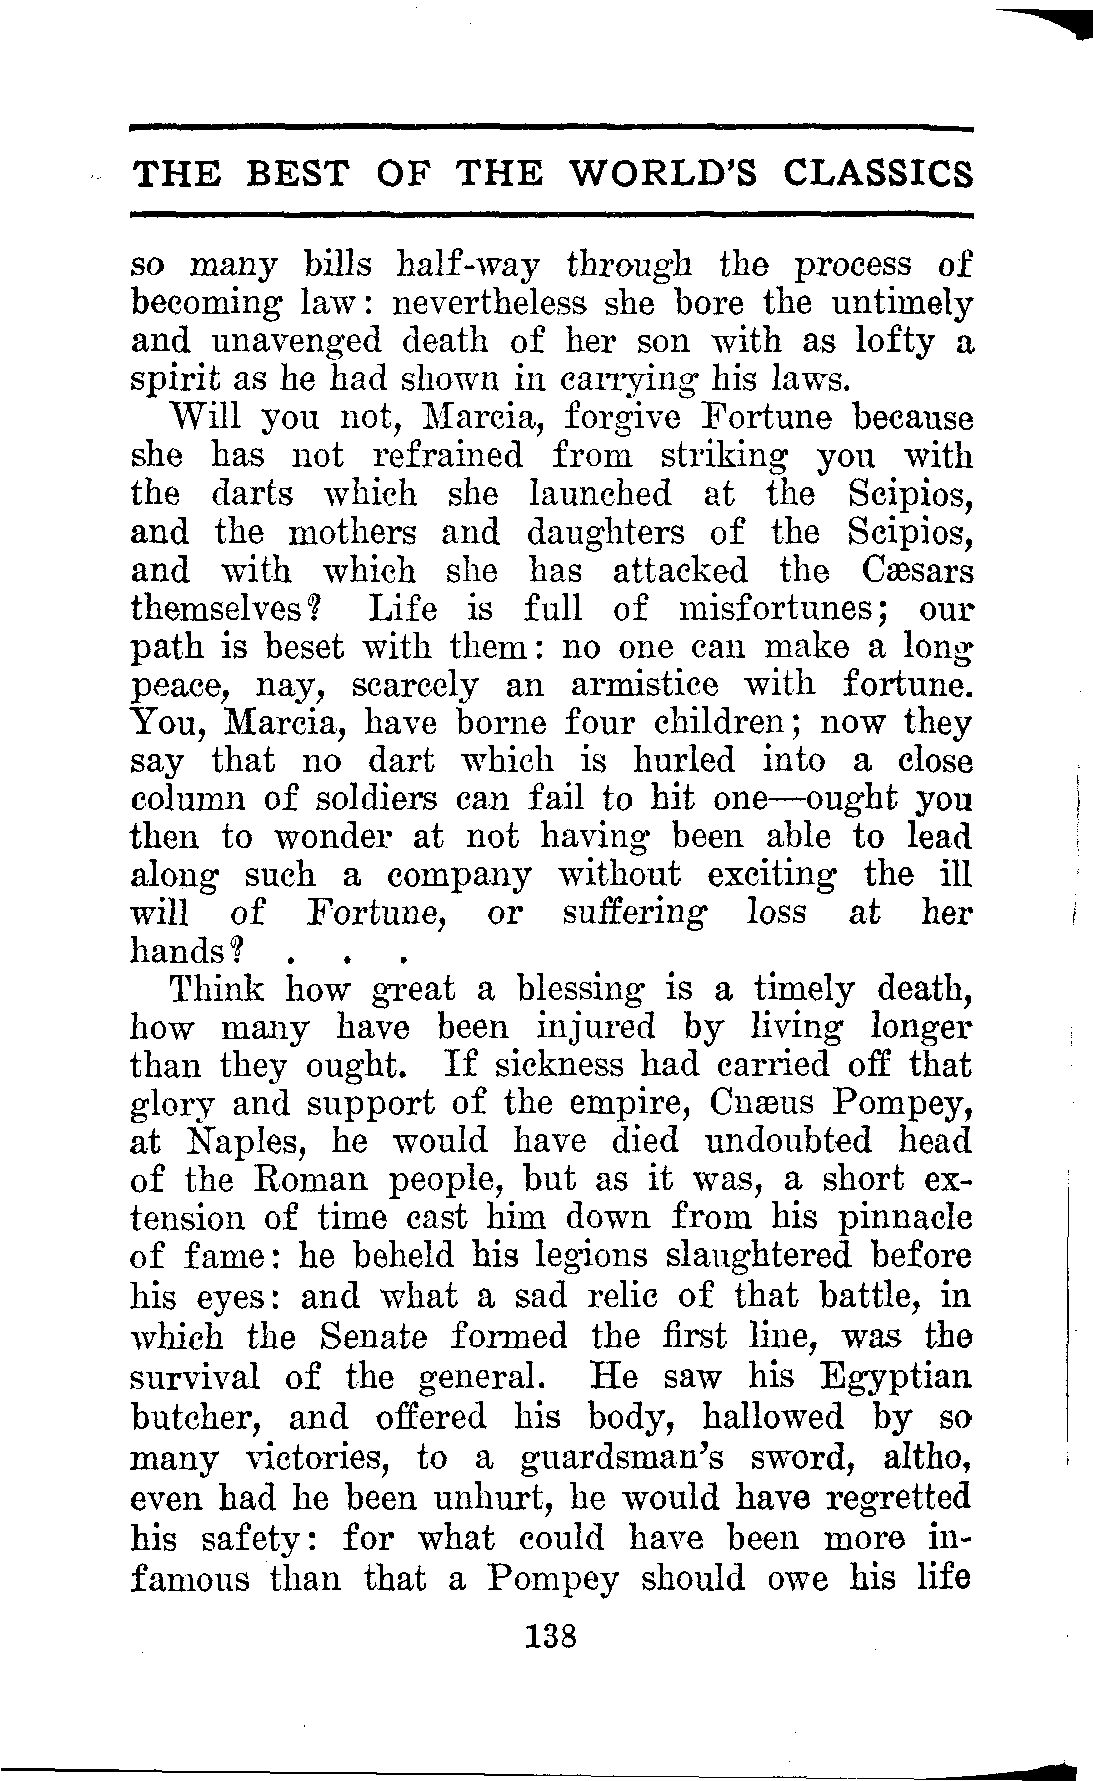 THE BEST OF THE WORLD'S CLASSICS
so many bills half-way through the process of
becoming law: nevertheless she bore the untimely
and unavenged death of her son with as lofty a
spirit as he had shown in carrying his laws.
Will you not, Marcia, forgive Fortune because
she has not refrained from striking you with
the darts which she launched at the Scipios,
and the mothers and daughters of the Scipios,
and with which she has attacked the Cæsars
themselves? Life is full of misfortunes; our
path is beset with them: no one can make a long
peace, nay, scarcely an armistice with fortune.
You, Marcia, have borne four children; now they
say that no dart which is hurled into a close
column of soldiers can fail to hit one—ought you
then to wonder at not having been able to lead
along such a company without exciting the ill
will of Fortune, or suffering loss at her
hands? . . .
Think how great a blessing is a timely death,
how many have been injured by living longer
than they ought. If sickness had carried off that
glory and support of the empire, Cnæus Pompey,
at Naples, he would have died undoubted head
of the Roman people, but as it was, a short ex-
tension of time cast him down from his pinnacle
of fame: he beheld his legions slaughtered before
his eyes: and what a sad relic of that battle, in
which the Senate formed the first line, was the
survival of the general. He saw his Egyptian
butcher, and offered his body, hallowed by so
many victories, to a guardsman's sword, altho,
even had he been unhurt, he would have regretted
his safety: for what could have been more in-
famous than that a Pompey should owe his life
138